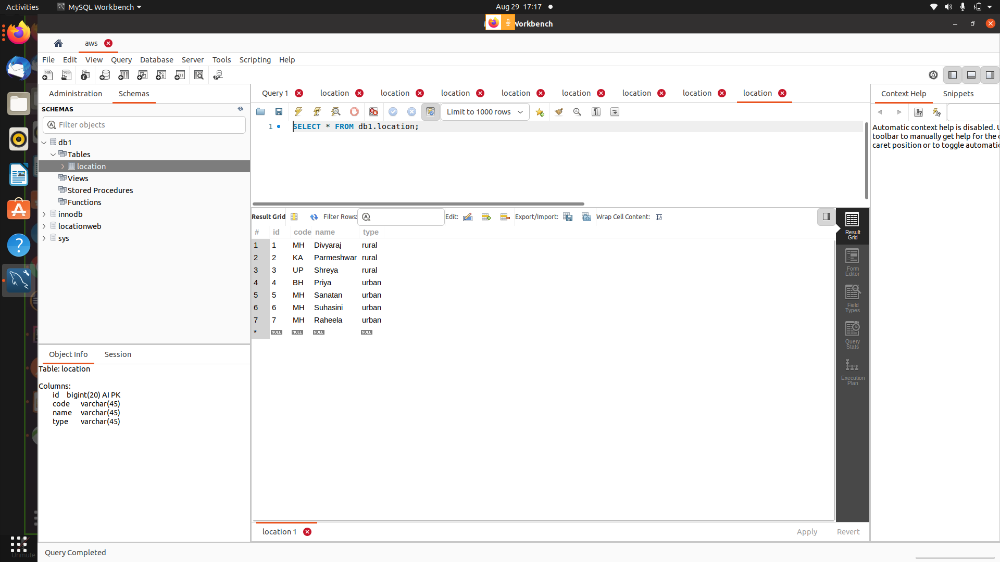 Activities
MySQL Workbench
Aug 29 17:17
Workbench
aws
File Edit View Query Database Server Tools Scripting Help
Administration Schemas
Query 1 location location location location location location location location
Context Help Snippets
SCHEMAS
Filter objects
Limit to 1000 rows
1 SELECT * FROM db1.location;
Automatic context help is disabled. U
toolbar to manually get help for the
caret position or to toggle automatic
db1
Tables
location
Views
Stored Procedures
Functions
innodb
locationweb
sys
Result Grid Filter Rows: Edit: Export/Import: Wrap Cell Content:
# id code name type
1 1 MH Divyaraj rural
2 2 KA Parmeshwar rural
3 3 UP Shreya rural
4 4 BH Priya urban
5 5 MH Sanatan urban
6 6 MH Suhasini urban
7 7 MH Raheela urban
* NULL NULL NULL NULL
Result
Grid
Form
Editor
Field
Types
Query
Stats
Execution
Plan
Object Info Session
Table: location
Columns:
id bigint(20) AI PK
code varchar(45)
name varchar(45)
type varchar(45)
location 1
Apply Revert
Unmute
Query Completed